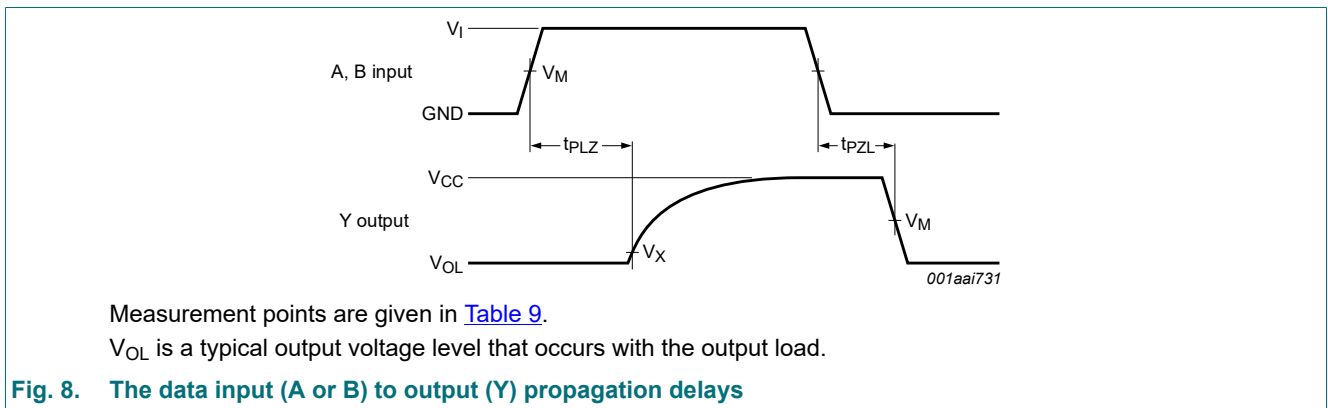 VI
A, B input
VM
GND
tPLZ
tPZL
VCC
Y output
VM
VX
VOL
001aai731
Measurement points are given in Table 9.
VOL is a typical output voltage level that occurs with the output load.
Fig. 8. The data input (A or B) to output (Y) propagation delays